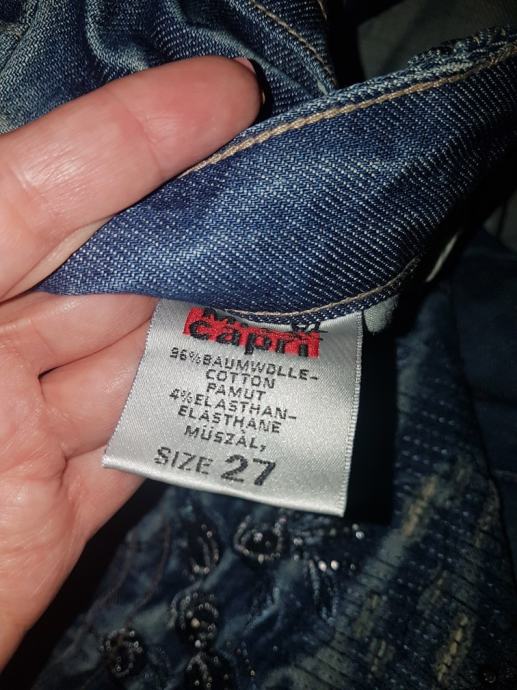 Capri
96%BAUMWOLLE-
COTTON
PAMUT
4%ELASTHAN-
ELASTHANE
MŰSZÁL,
SIZE 27